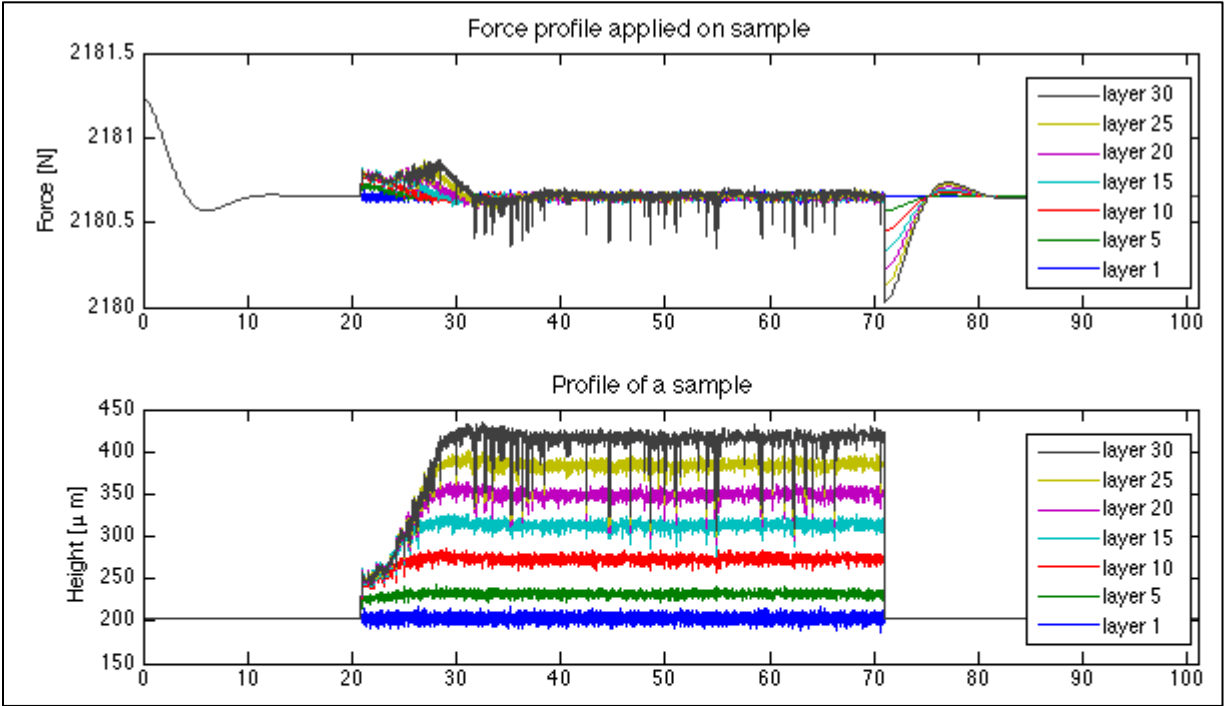 Force profile applied on sample
2181.5
2181
2180.5
2180
Force [N]
0 10 20 30 40 50 60 70 80 90 100
layer 30
layer 25
layer 20
layer 15
layer 10
layer 5
layer 1
Profile of a sample
450
400
350
300
250
200
150
Height [μ m]
0 10 20 30 40 50 60 70 80 90 100
layer 30
layer 25
layer 20
layer 15
layer 10
layer 5
layer 1